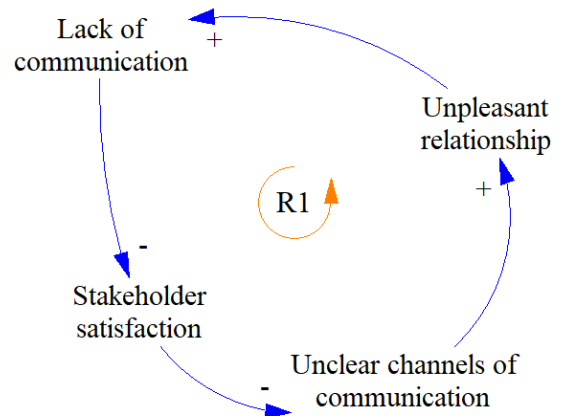 Lack of
communication
+
Unpleasant
relationship
+
R1
-
Stakeholder
satisfaction
-
Unclear channels of
communication